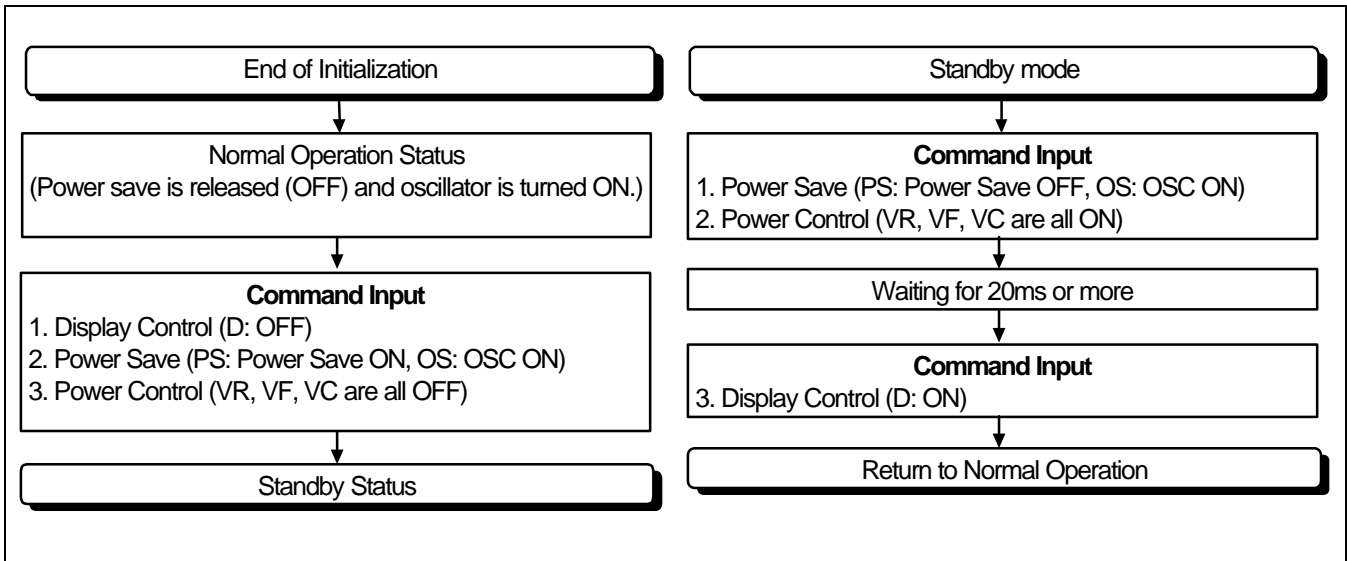 End of Initialization
Normal Operation Status
(Power save is released (OFF) and oscillator is turned ON.)
Command Input
1. Display Control (D: OFF)
2. Power Save (PS: Power Save ON, OS: OSC ON)
3. Power Control (VR, VF, VC are all OFF)
Standby Status
Standby mode
Command Input
1. Power Save (PS: Power Save OFF, OS: OSC ON)
2. Power Control (VR, VF, VC are all ON)
Waiting for 20ms or more
Command Input
3. Display Control (D: ON)
Return to Normal Operation